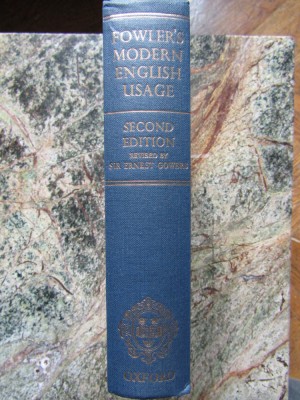 FOWLER'S
MODERN
ENGLISH
USAGE
SECOND
EDITION
REVISED BY
SIR ERNEST GOWERS
OXFORD